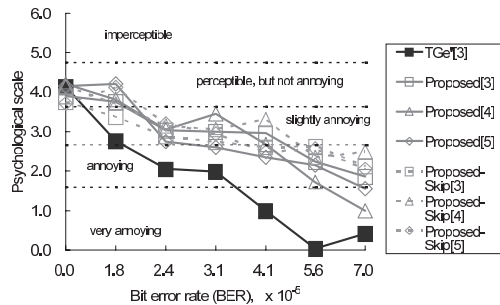 6.0
5.0
4.0
3.0
2.0
1.0
0.0
Psychological scale
imperceptible
perceptible, but not annoying
slightly annoying
annoying
very annoying
0.0 1.8 2.4 3.1 4.1 5.6 7.0
Bit error rate (BER), × 10⁻⁵
TGe"[3]
Proposed[3]
Proposed[4]
Proposed[5]
Proposed-
Skip[3]
Proposed-
Skip[4]
Proposed-
Skip[5]